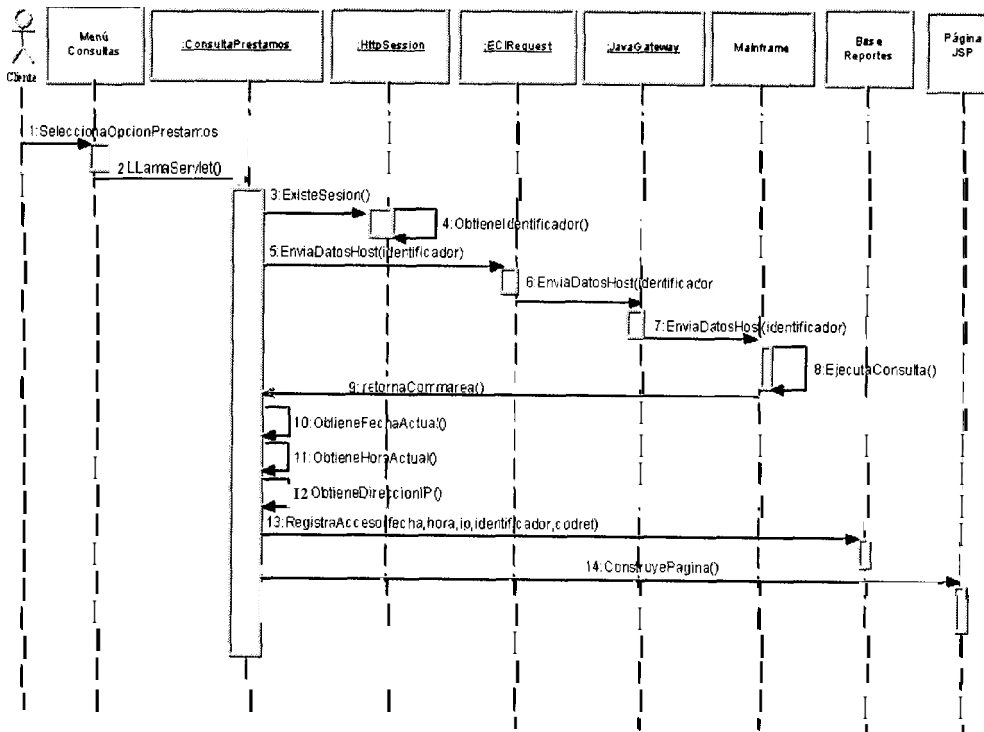 Cliente
Menú
Consultas
:ConsultaPrestamos
:HttpSession
:ECIRequest
:JavaGateway
Mainframe
Base
Reportes
Página
JSP
1:SeleccionaOpcionPrestamos
2 LLamaServlet()
3:ExisteSesion()
4:ObtieneIdentificador()
5:EnviaDatosHost(identificador)
6:EnviaDatosHost(identificador
7:EnviaDatosHost(identificador)
8:EjecutaConsulta()
9:retornaCommarea()
10:ObtieneFechaActual()
11:ObtieneHoraActual()
12 ObtieneDireccionIP()
13:RegistraAcceso(fecha,hora,ip,identificador,codret)
14:ConstruyePagina()